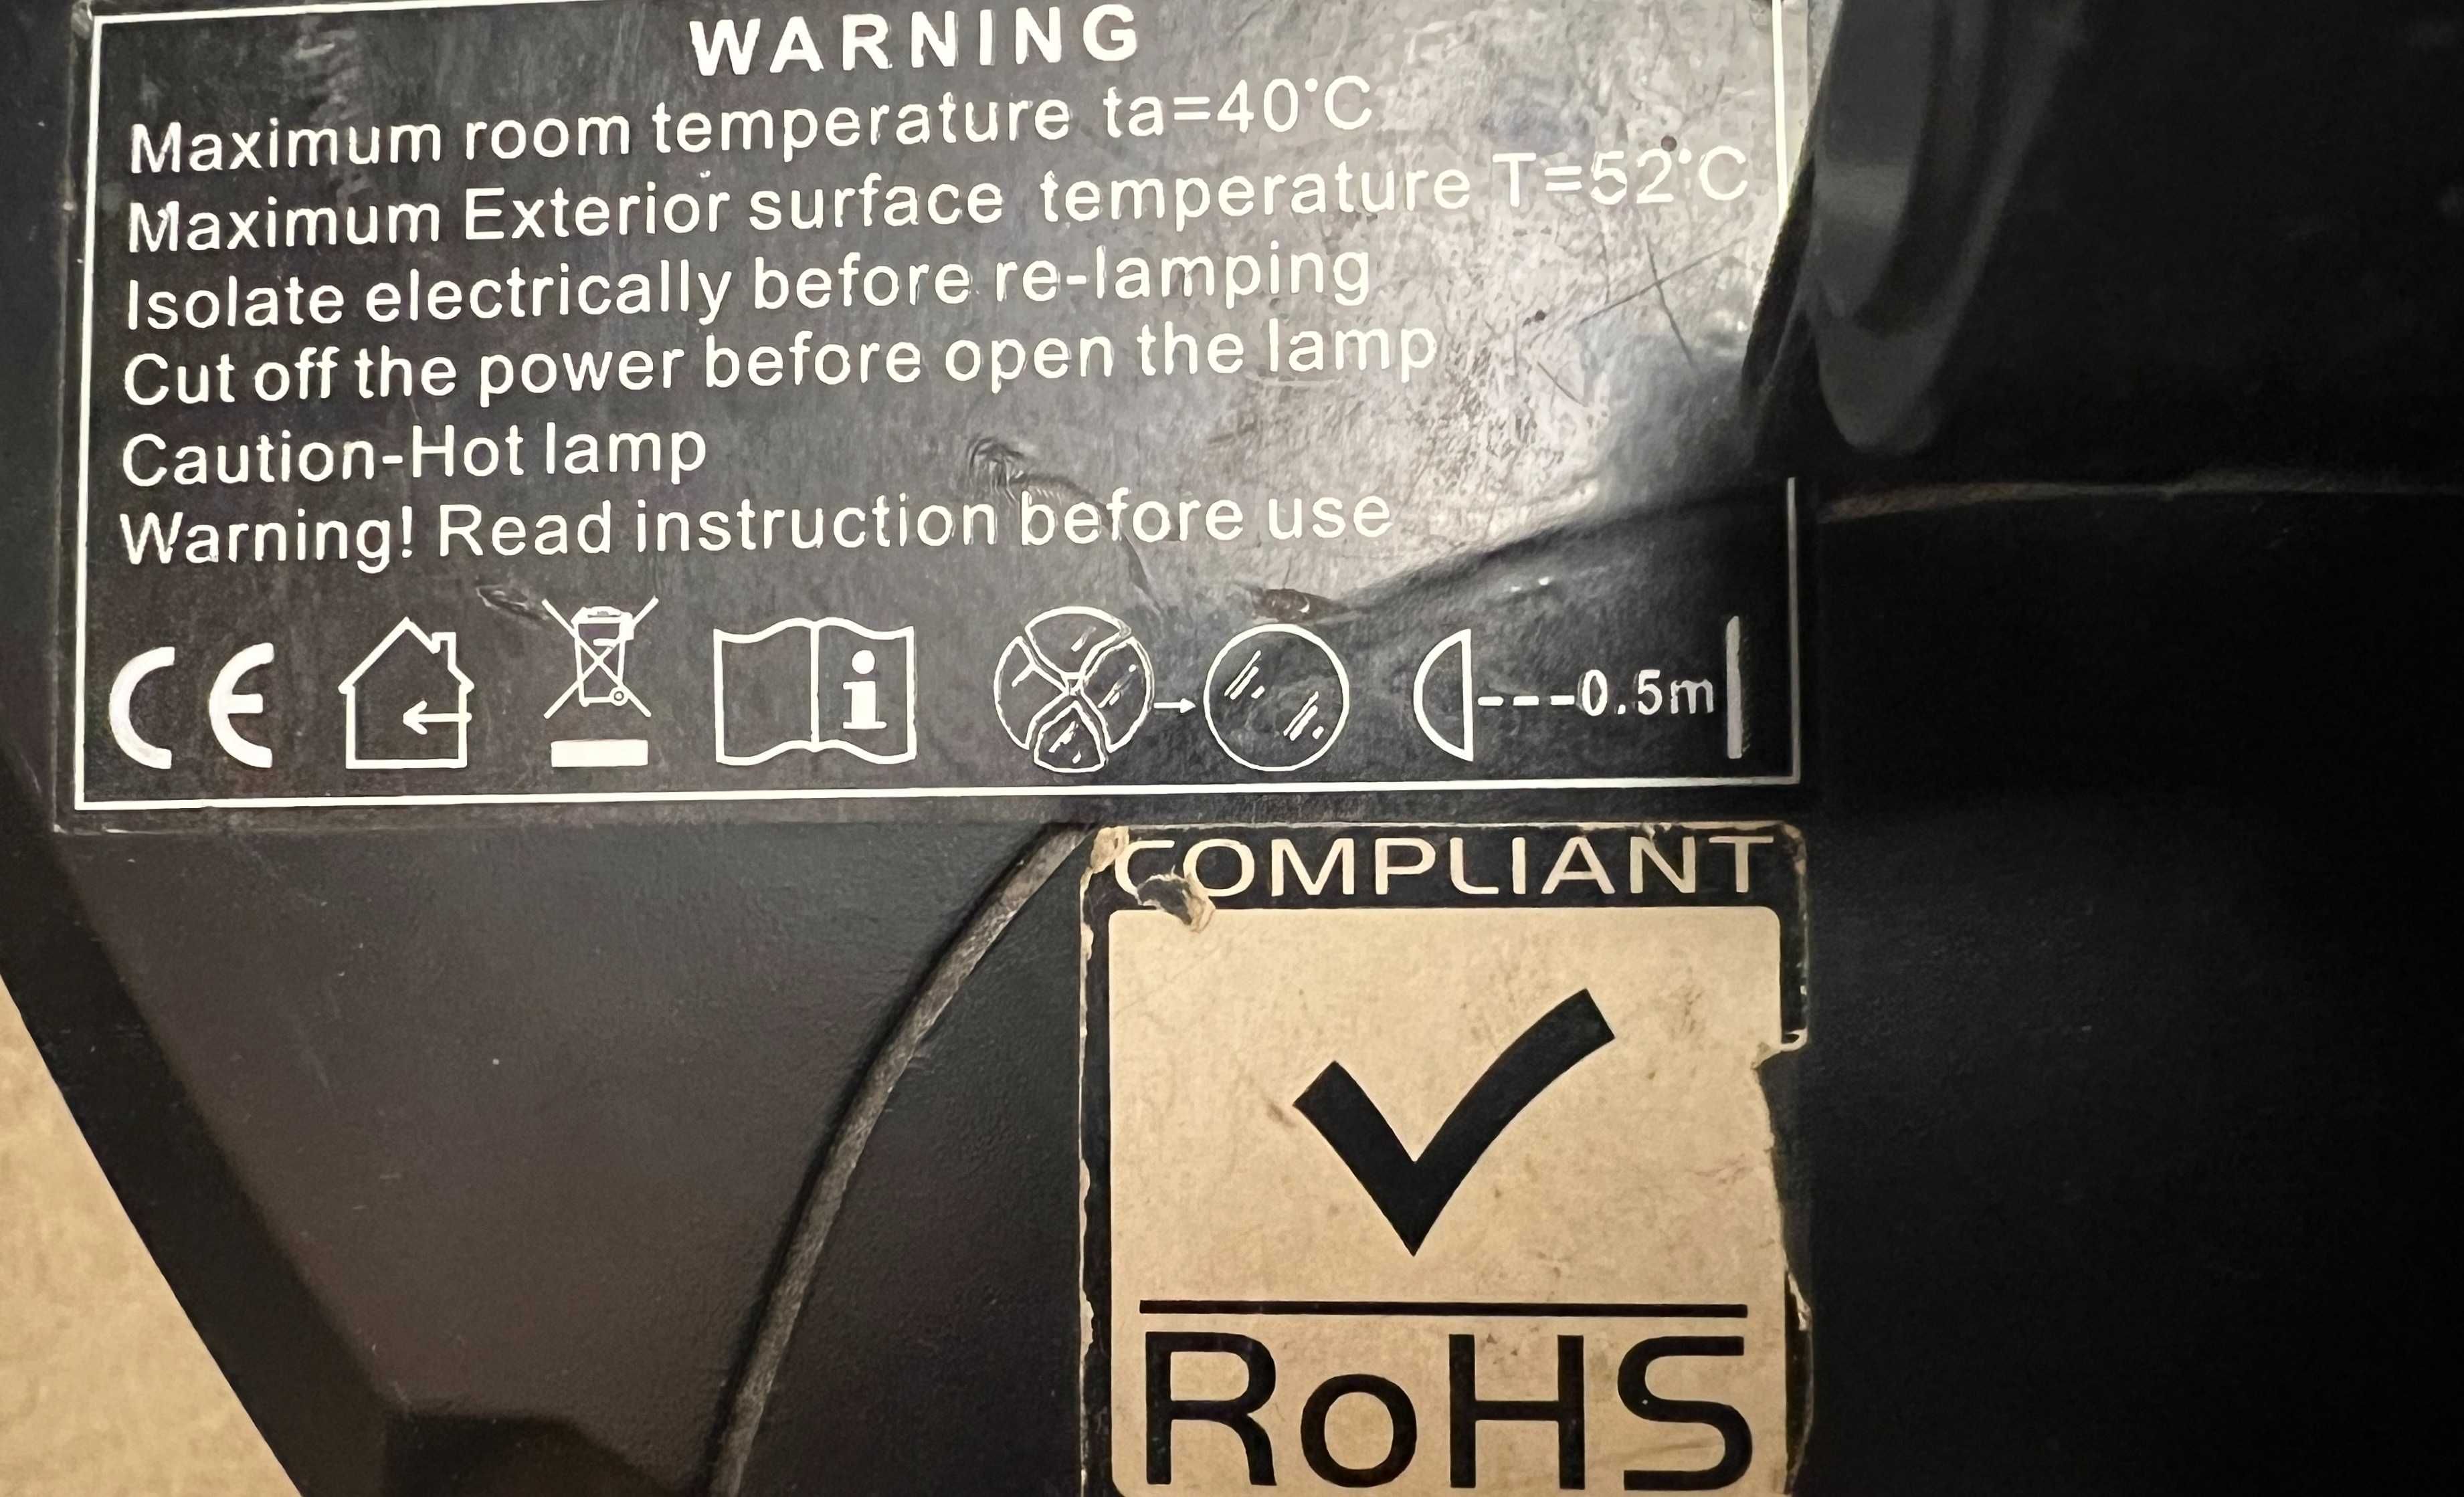 WARNING
Maximum room temperature ta=40°C
Maximum Exterior surface temperature T=52°C
Isolate electrically before re-lamping
Cut off the power before open the lamp
Caution-Hot lamp
Warning! Read instruction before use
CE i ---0.5m
COMPLIANT
RoHS